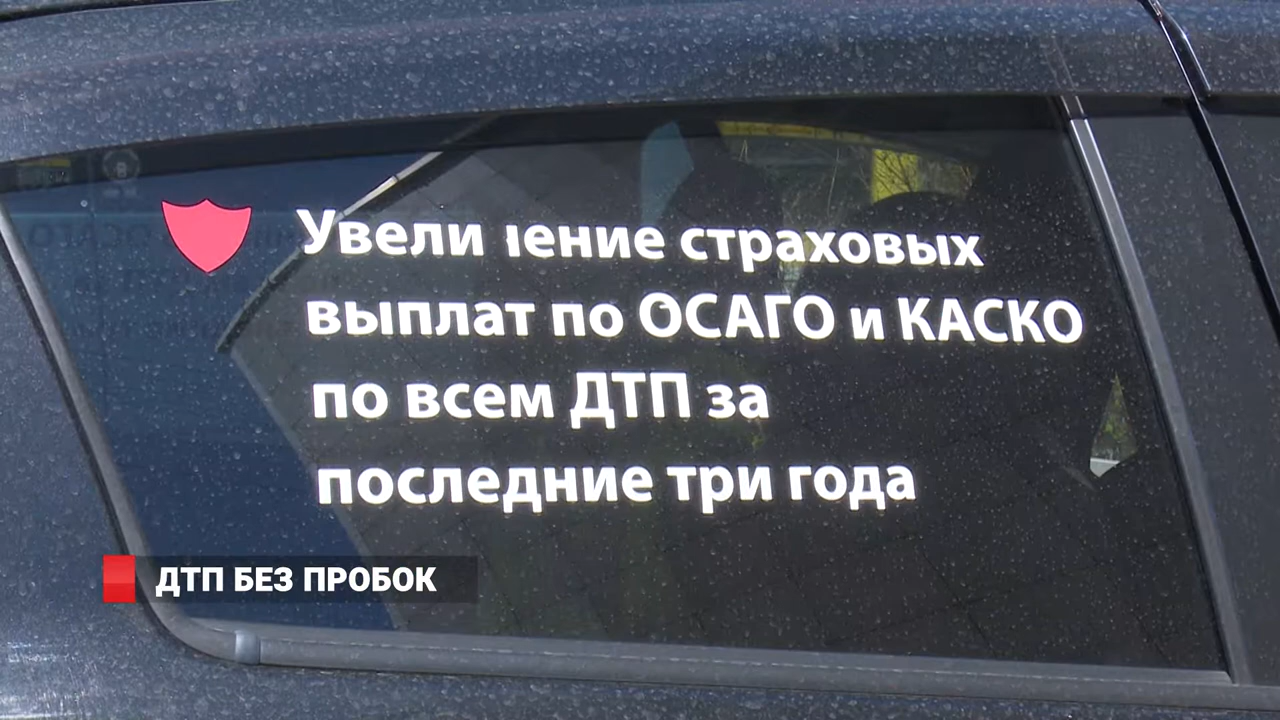 Увеличение страховых
выплат по ОСАГО и КАСКО
по всем ДТП за
последние три года
ДТП БЕЗ ПРОБОК